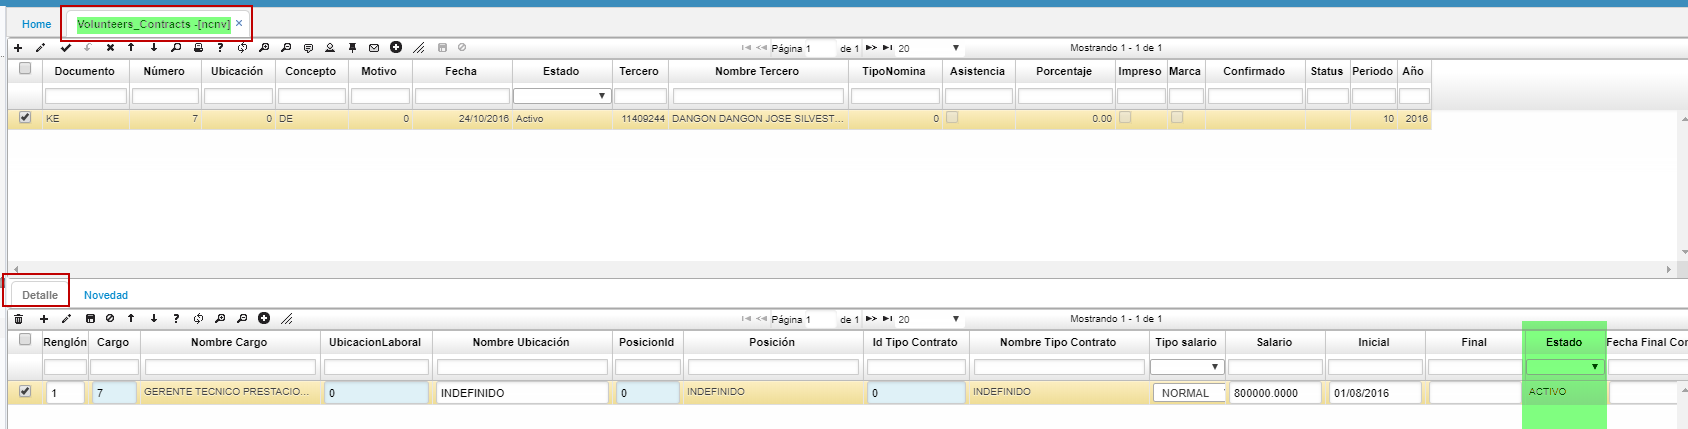 Home Volunteers_Contracts -[ncnv] ×
Página 1 de 1 20 Mostrando 1 - 1 de 1
Documento Número Ubicación Concepto Motivo Fecha Estado Tercero Nombre Tercero TipoNomina Asistencia Porcentaje Impreso Marca Confirmado Status Periodo Año
KE 7 0 DE 0 24/10/2016 Activo 11409244 DANGON DANGON JOSE SILVEST... 0 0.00 10 2016
Detalle Novedad
Página 1 de 1 20 Mostrando 1 - 1 de 1
Renglón Cargo Nombre Cargo UbicacionLaboral Nombre Ubicación PosicionId Posición Id Tipo Contrato Nombre Tipo Contrato Tipo salario Salario Inicial Final Estado Fecha Final Con
1 7 GERENTE TECNICO PRESTACIO... 0 INDEFINIDO 0 INDEFINIDO 0 INDEFINIDO NORMAL 800000.0000 01/08/2016 ACTIVO